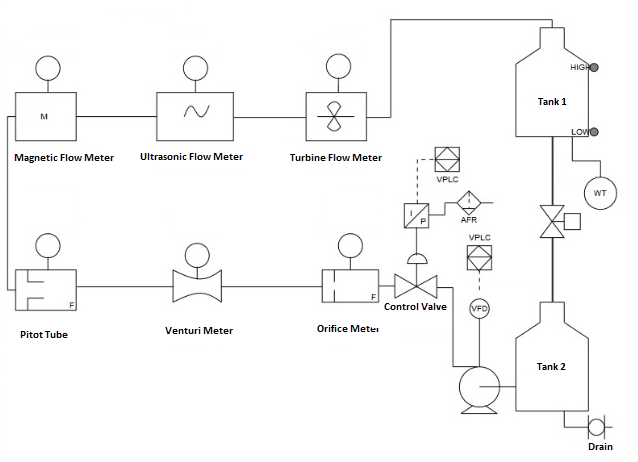 HIGH
Tank 1
M
LOW
Magnetic Flow Meter
Ultrasonic Flow Meter
Turbine Flow Meter
VPLC
WT
I
P
AFR
VPLC
F
F
Control Valve
VFD
Pitot Tube
Venturi Meter
Orifice Meter
Tank 2
Drain